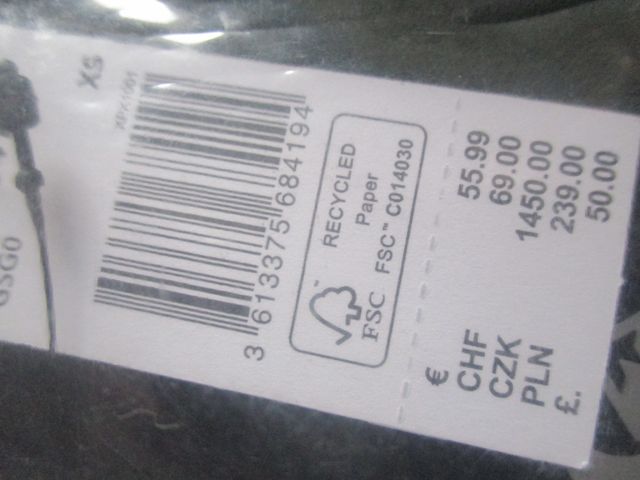 XS
3 613375 684194
RECYCLED
Paper
FSC™ C014030
FSC
€ 55.99
CHF 69.00
CZK 1450.00
PLN 239.00
£. 50.00